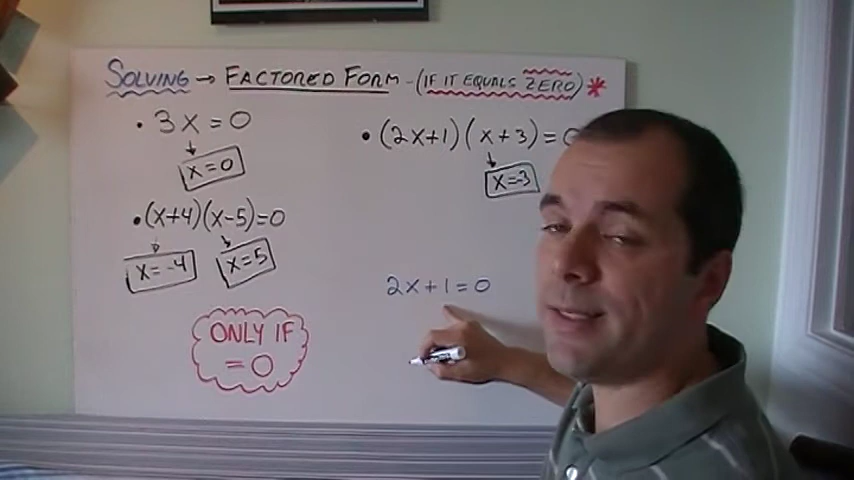 SOLVING → FACTORED FORM - (IF IT EQUALS ZERO) *
• 3x = 0
x = 0
• (x+4)(x-5)=0
x = -4
x = 5
ONLY IF
= 0
• (2x+1)(x+3)=0
x=-3
2x+1=0